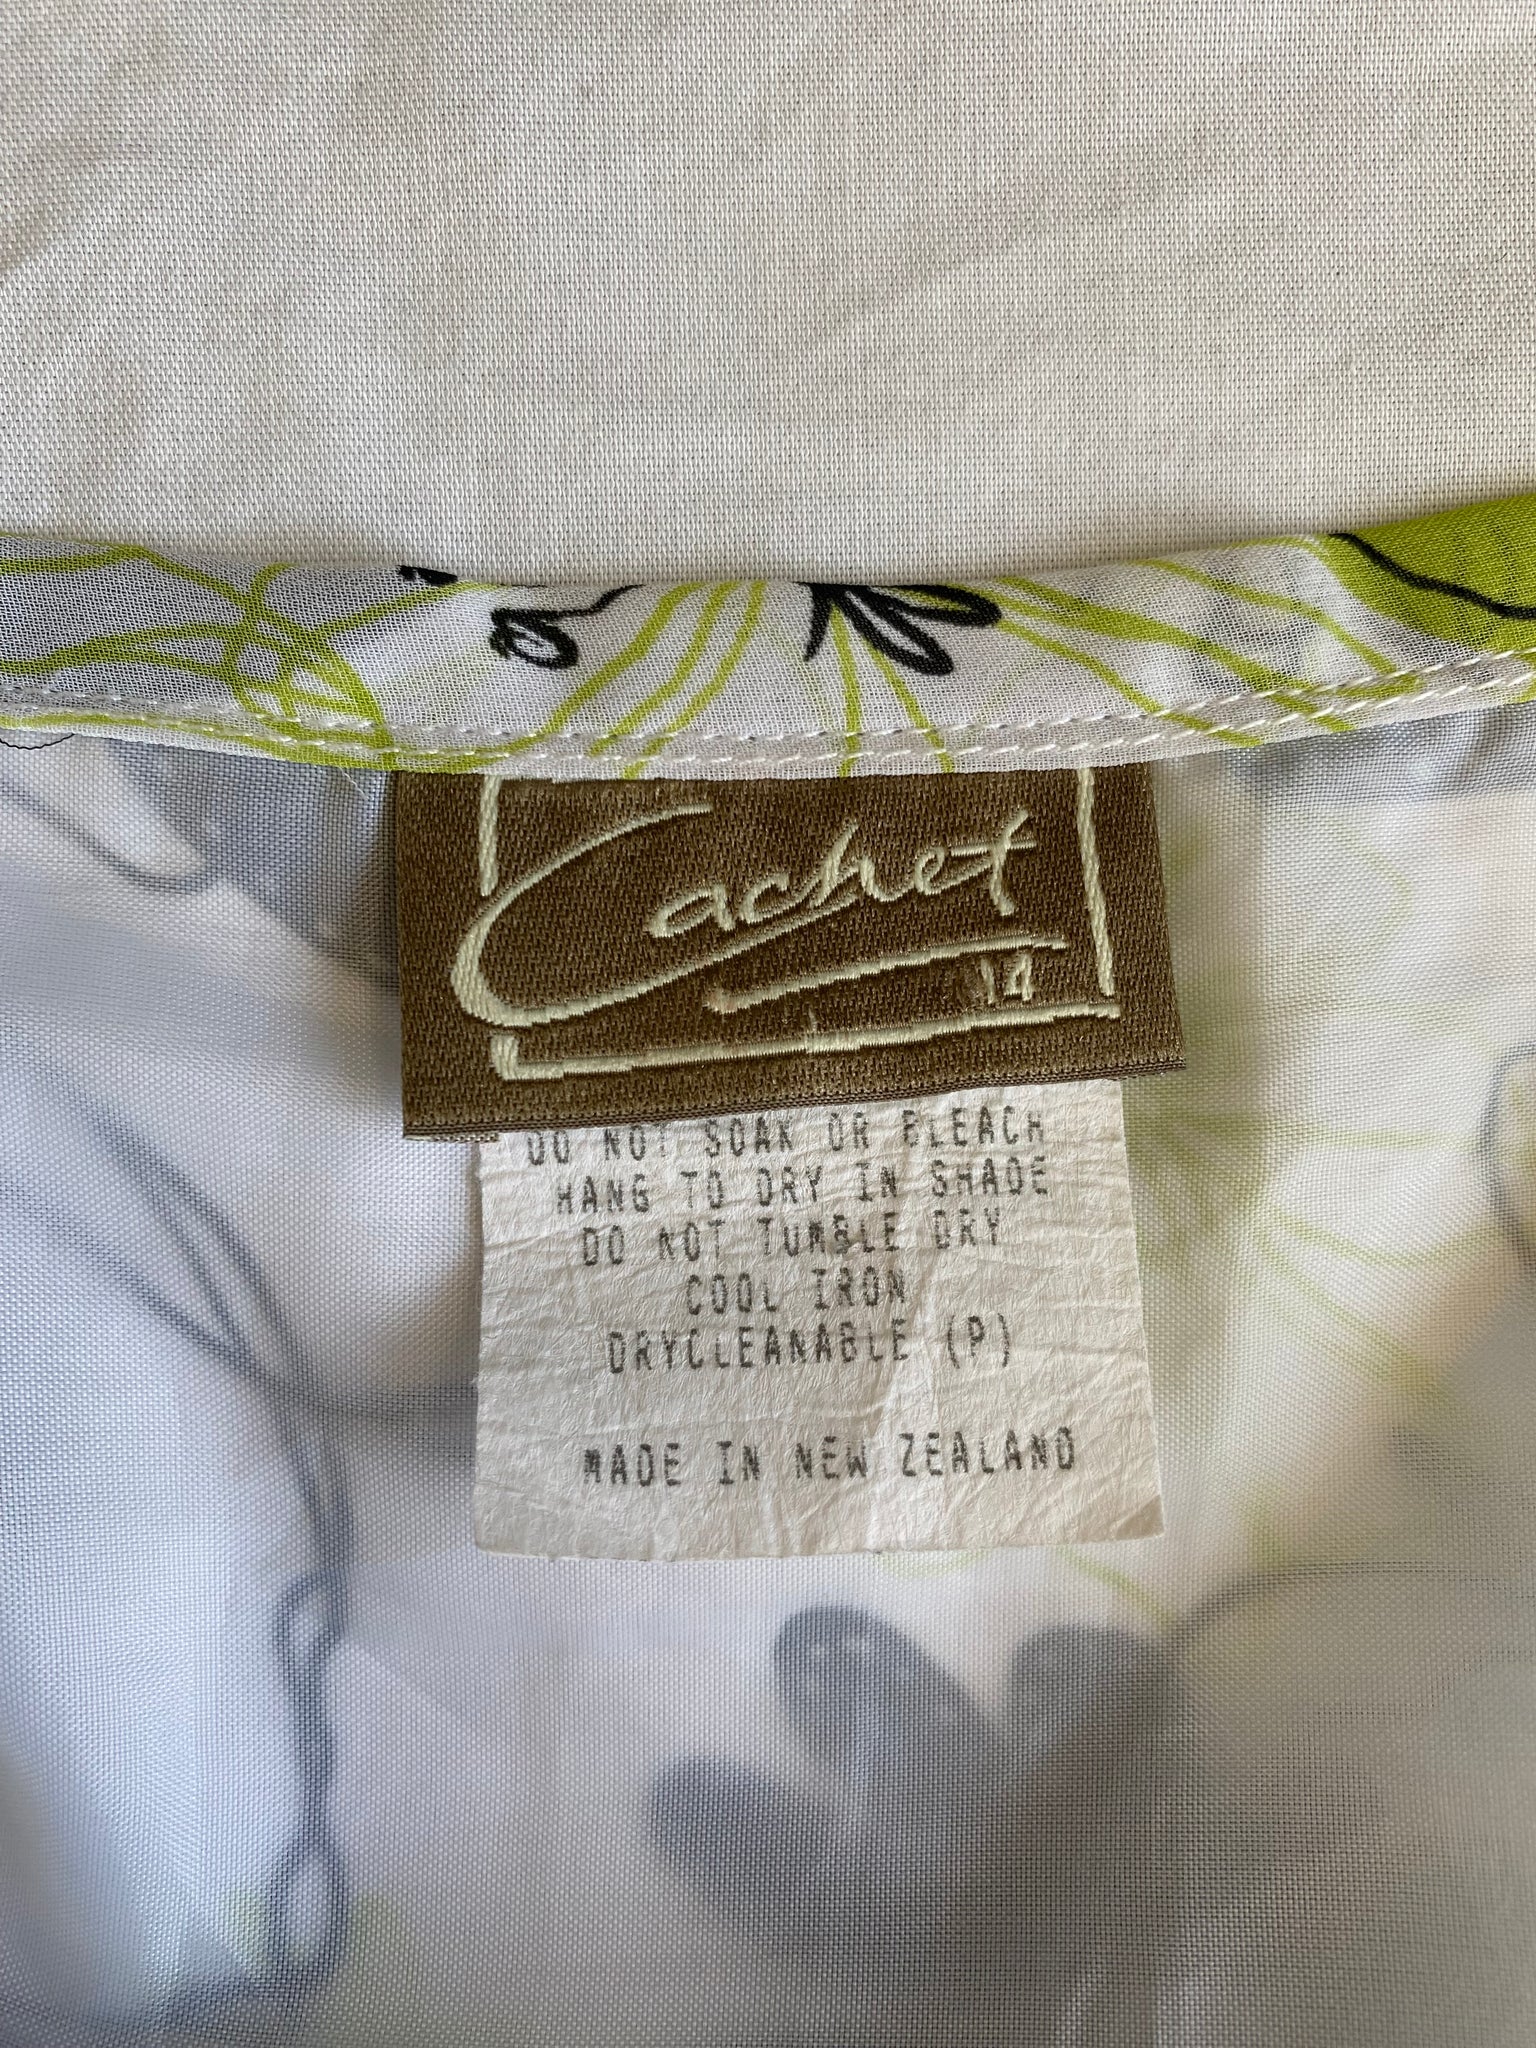 Cachet
14
DO NOT SOAK OR BLEACH
HANG TO DRY IN SHADE
DO NOT TUMBLE DRY
COOL IRON
DRYCLEANABLE (P)
MADE IN NEW ZEALAND